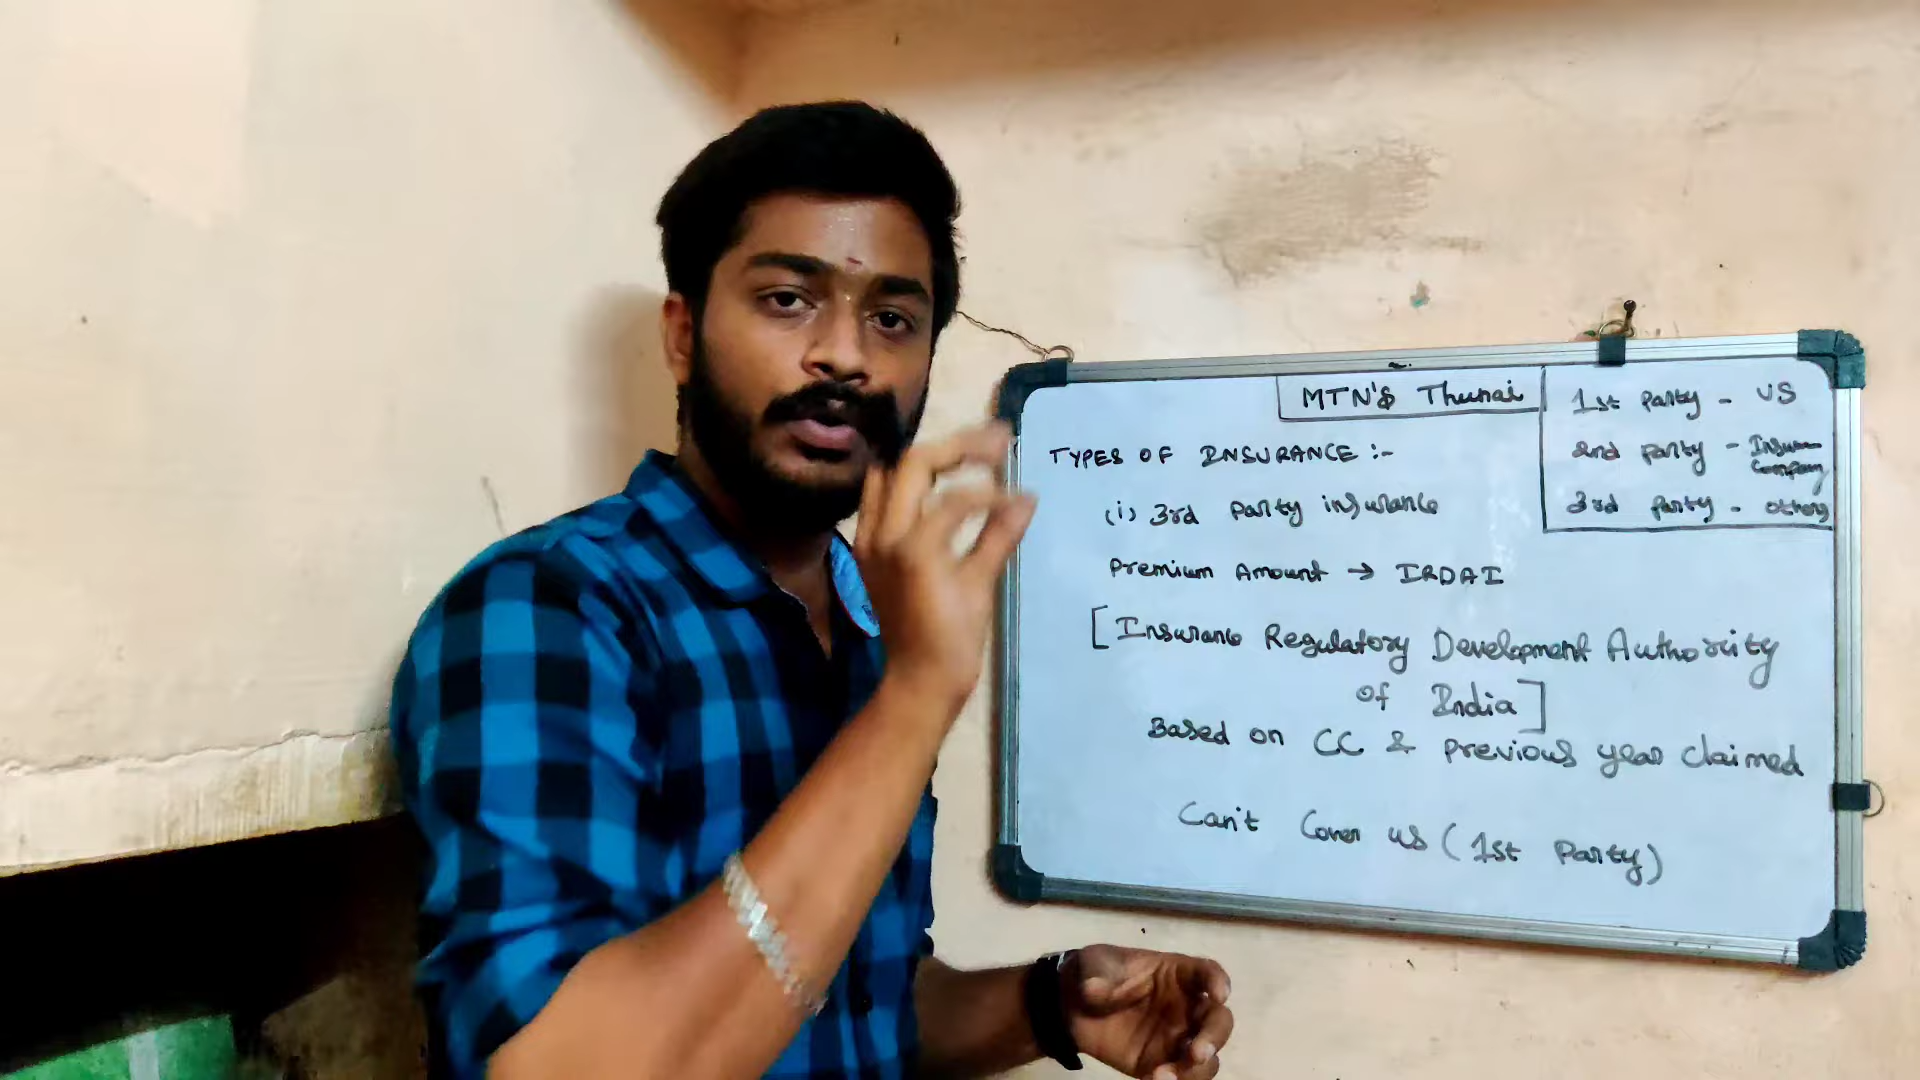 MTN'S Thunai
1st Party - US
2nd party - Insurance Company
3rd party - others
TYPES OF INSURANCE :-
(i) 3rd Party insurance
Premium Amount → IRDAI
[Insurance Regulatory Development Authority
of India]
Based on CC & previous year claimed
Can't Cover us (1st Party)